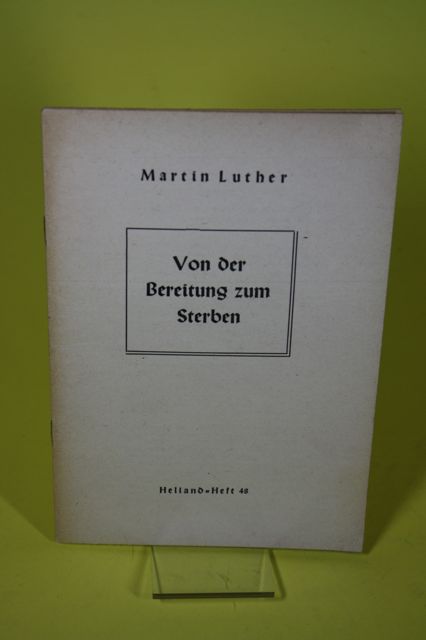 Martin Luther
Von der
Bereitung zum
Sterben
Heliand-Heft 48